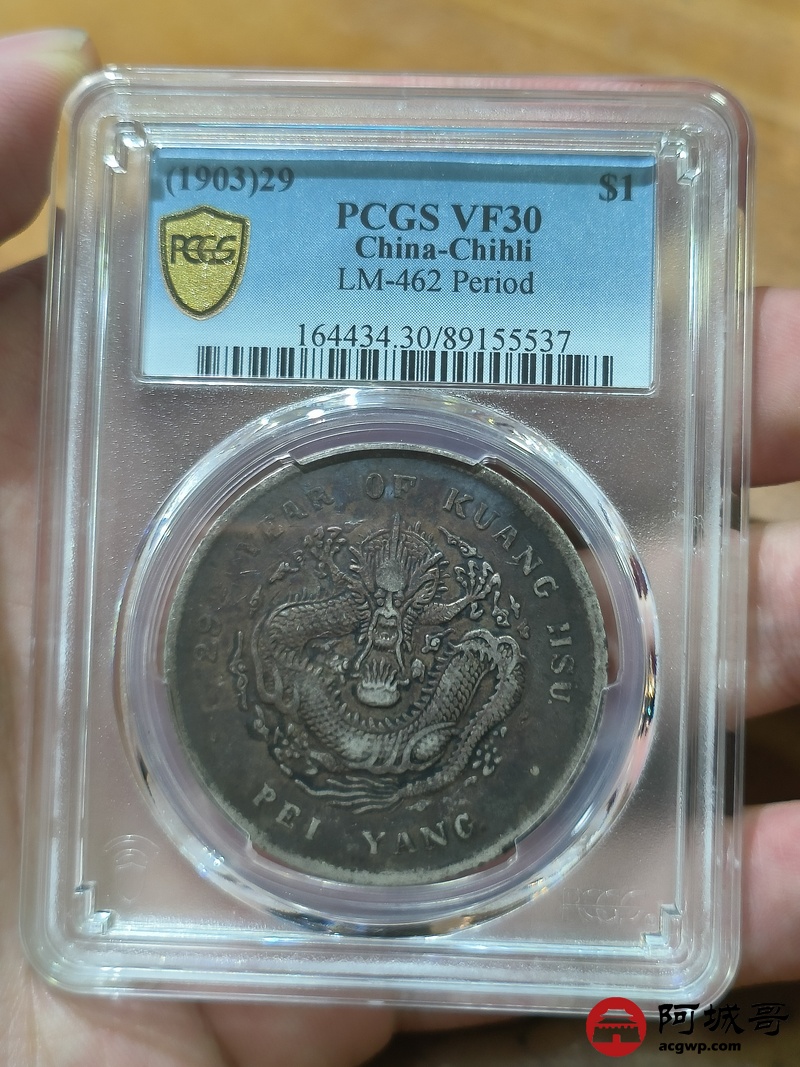 (1903)29 $1
PCGS VF30
China-Chihli
LM-462 Period
PCGS
164434.30/89155537
29 YEAR OF KUANG HSU
PEI YANG
PCGS
阿城哥
acgwp.com